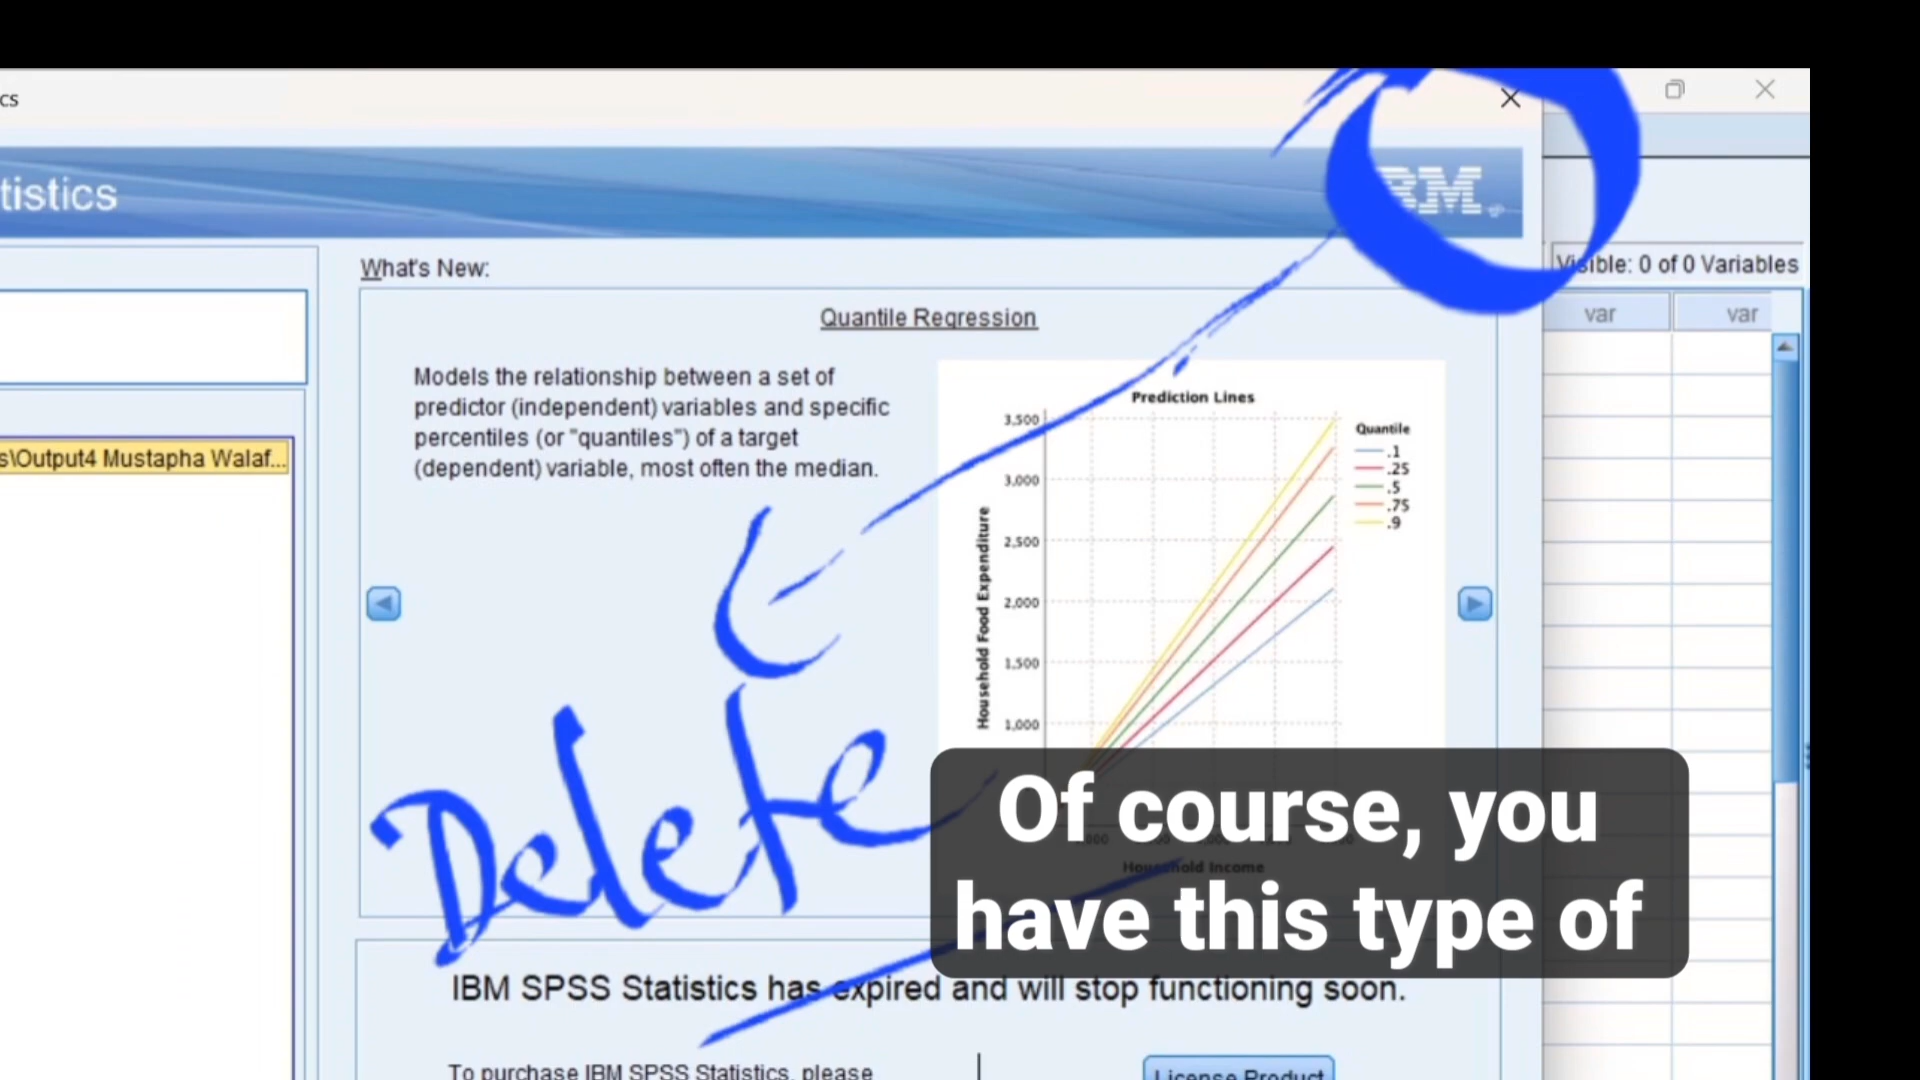 cs
tistics
BM
What's New:
Visible: 0 of 0 Variables
Quantile Regression
var
var
Models the relationship between a set of
predictor (independent) variables and specific
percentiles (or "quantiles") of a target
(dependent) variable, most often the median.
Prediction Lines
3,500
3,000
2,500
2,000
1,500
1,000
Household Food Expenditure
Quantile
.1
.25
.5
.75
.9
s\Output4 Mustapha Walaf...
Delete
Household Income
Of course, you
have this type of
IBM SPSS Statistics has expired and will stop functioning soon.
To purchase IBM SPSS Statistics, please
License Product